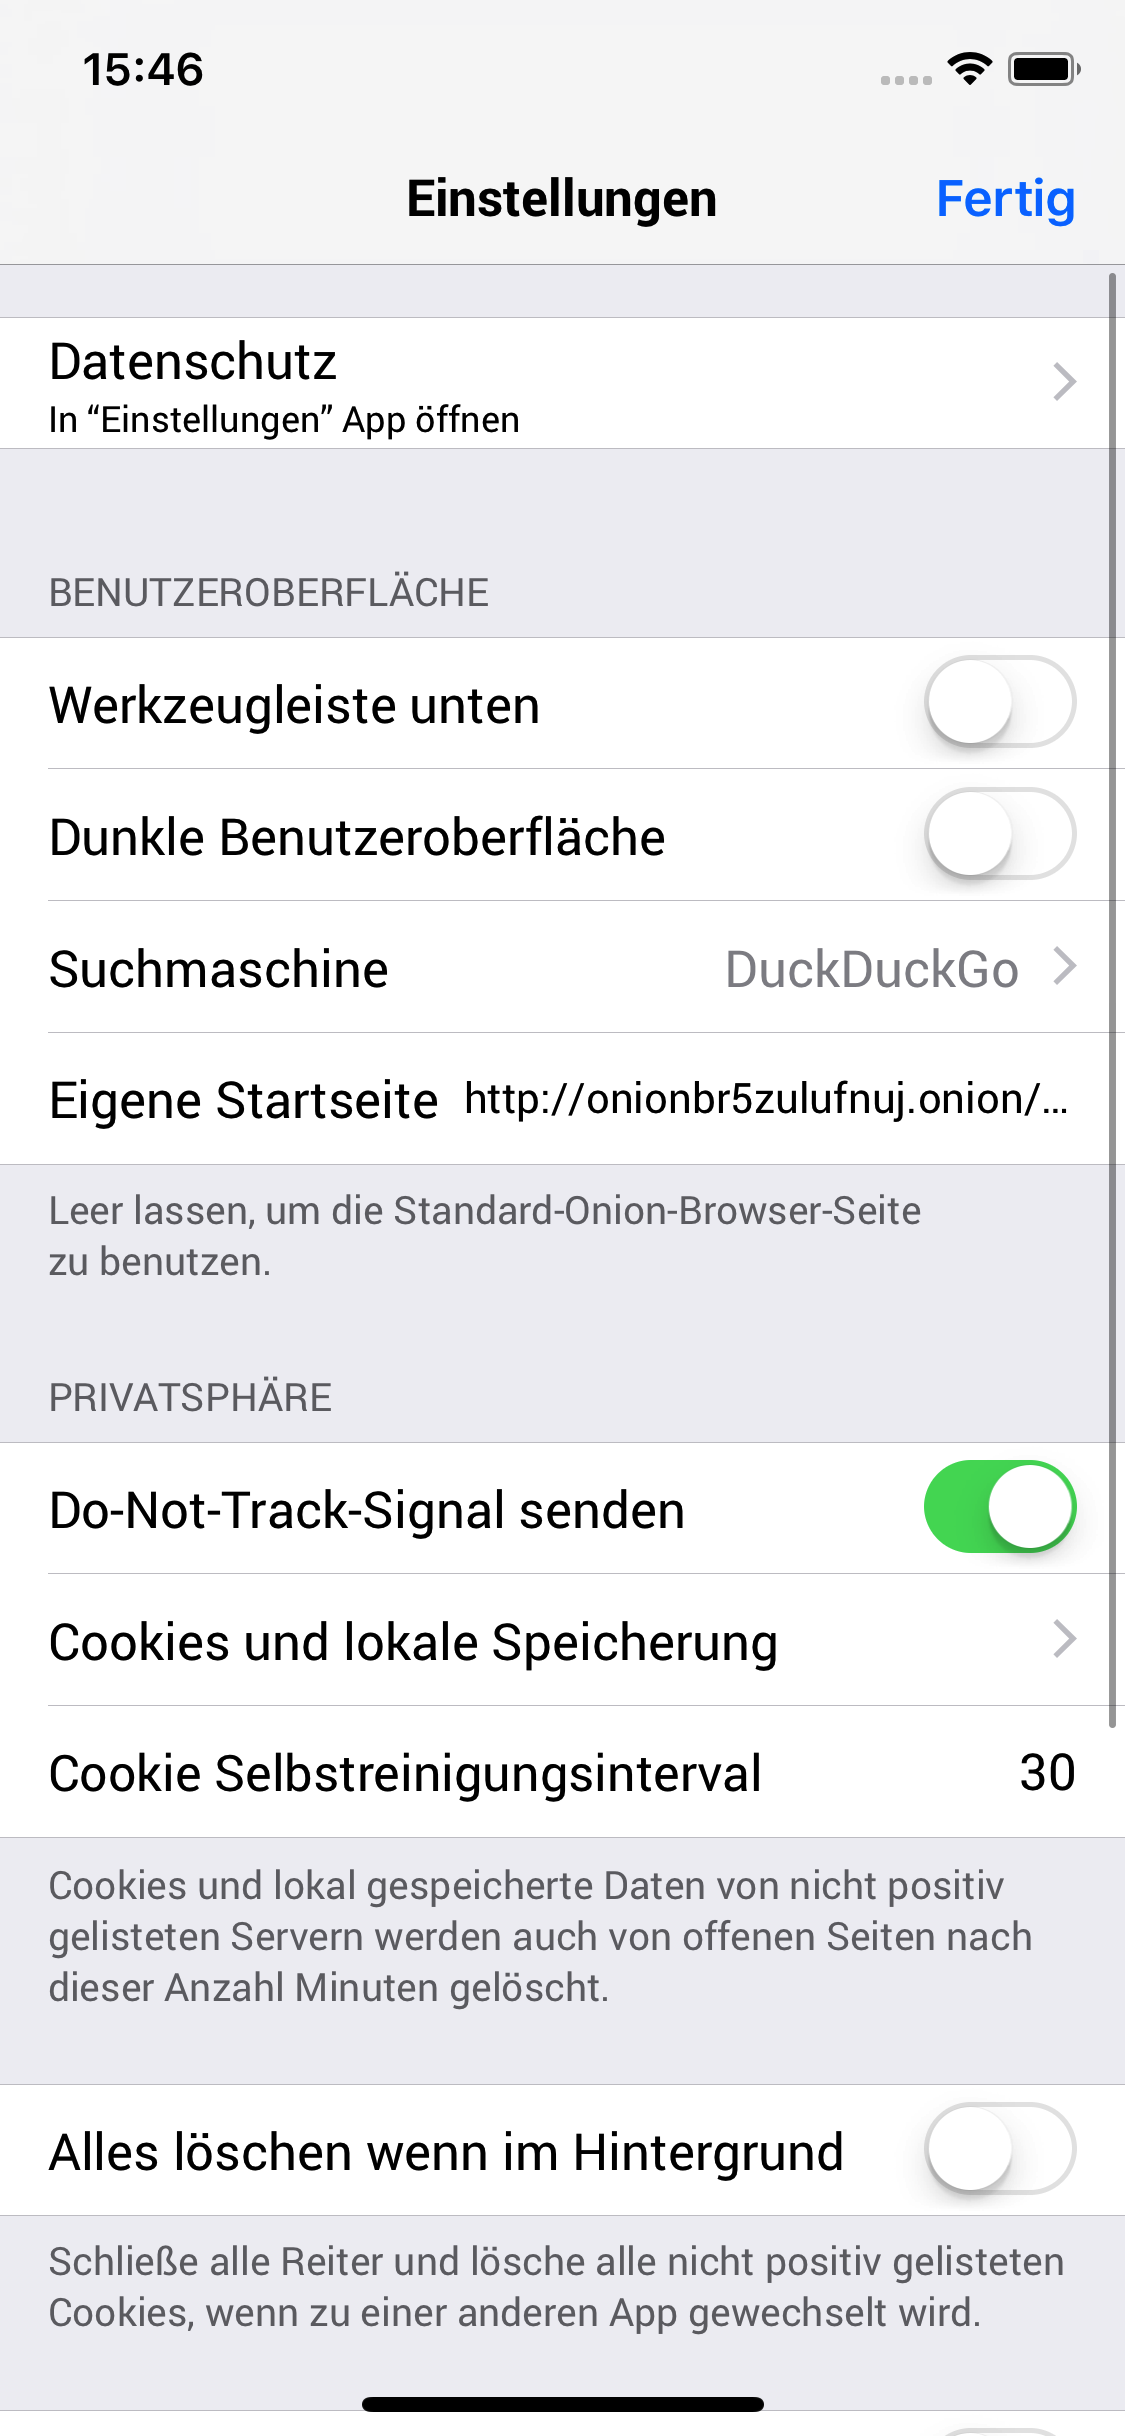 15:46
Einstellungen
Fertig
Datenschutz
In “Einstellungen” App öffnen
BENUTZEROBERFLÄCHE
Werkzeugleiste unten
Dunkle Benutzeroberfläche
Suchmaschine DuckDuckGo
Eigene Startseite http://onionbr5zulufnuj.onion/...
Leer lassen, um die Standard-Onion-Browser-Seite
zu benutzen.
PRIVATSPHÄRE
Do-Not-Track-Signal senden
Cookies und lokale Speicherung
Cookie Selbstreinigungsinterval 30
Cookies und lokal gespeicherte Daten von nicht positiv
gelisteten Servern werden auch von offenen Seiten nach
dieser Anzahl Minuten gelöscht.
Alles löschen wenn im Hintergrund
Schließe alle Reiter und lösche alle nicht positiv gelisteten
Cookies, wenn zu einer anderen App gewechselt wird.